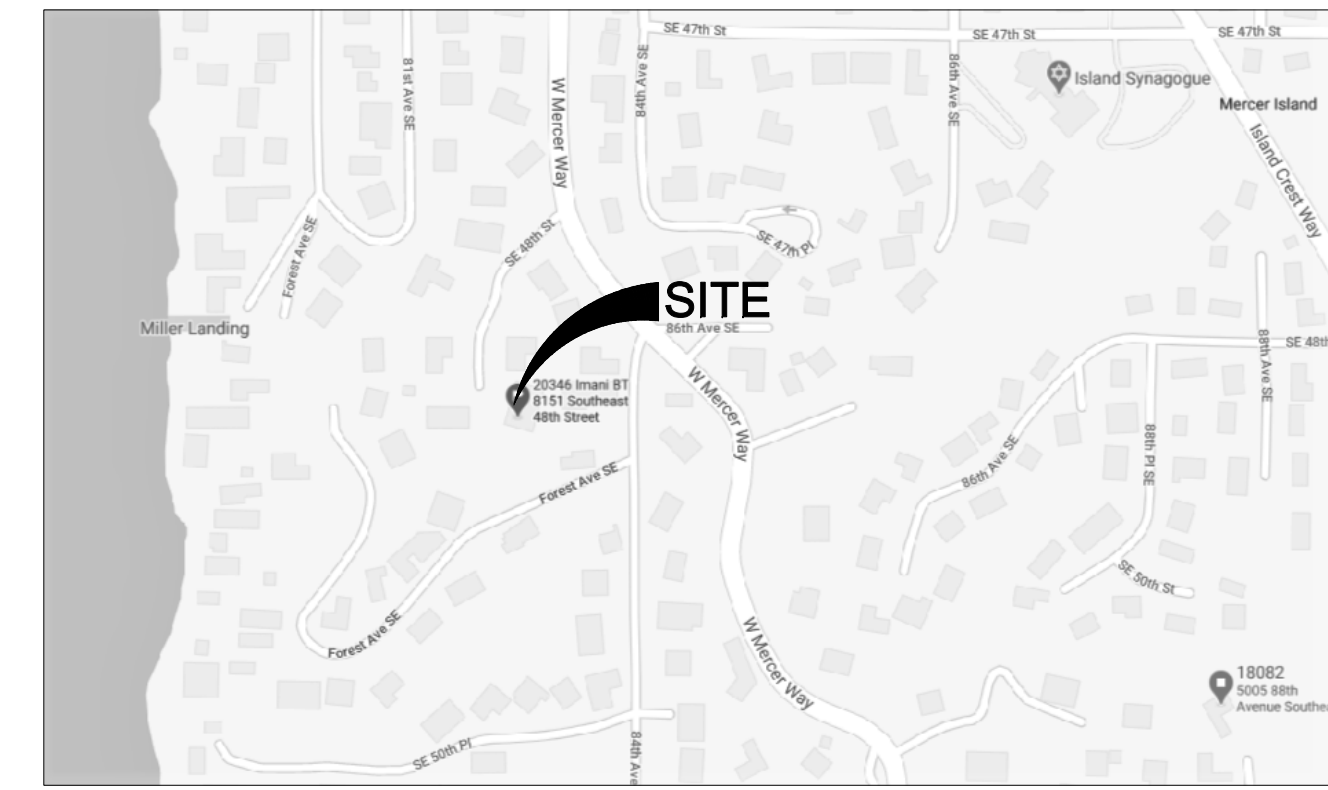 SE 47th St
SE 47th St
SE 47th St
81st Ave SE
W Mercer Way
84th Ave SE
86th Ave SE
Island Synagogue
Mercer Island
Island Crest Way
Forest Ave SE
SE 48th St
SE 47th Pl
Miller Landing
SITE
86th Ave SE
88th Ave SE
SE 48th
20346 Imani BT
8151 Southeast
48th Street
W Mercer Way
Forest Ave SE
86th Ave SE
88th Pl SE
SE 50th St
Forest Ave SE
W Mercer Way
18082
5005 88th
Avenue Southea
SE 50th Pl
84th Ave